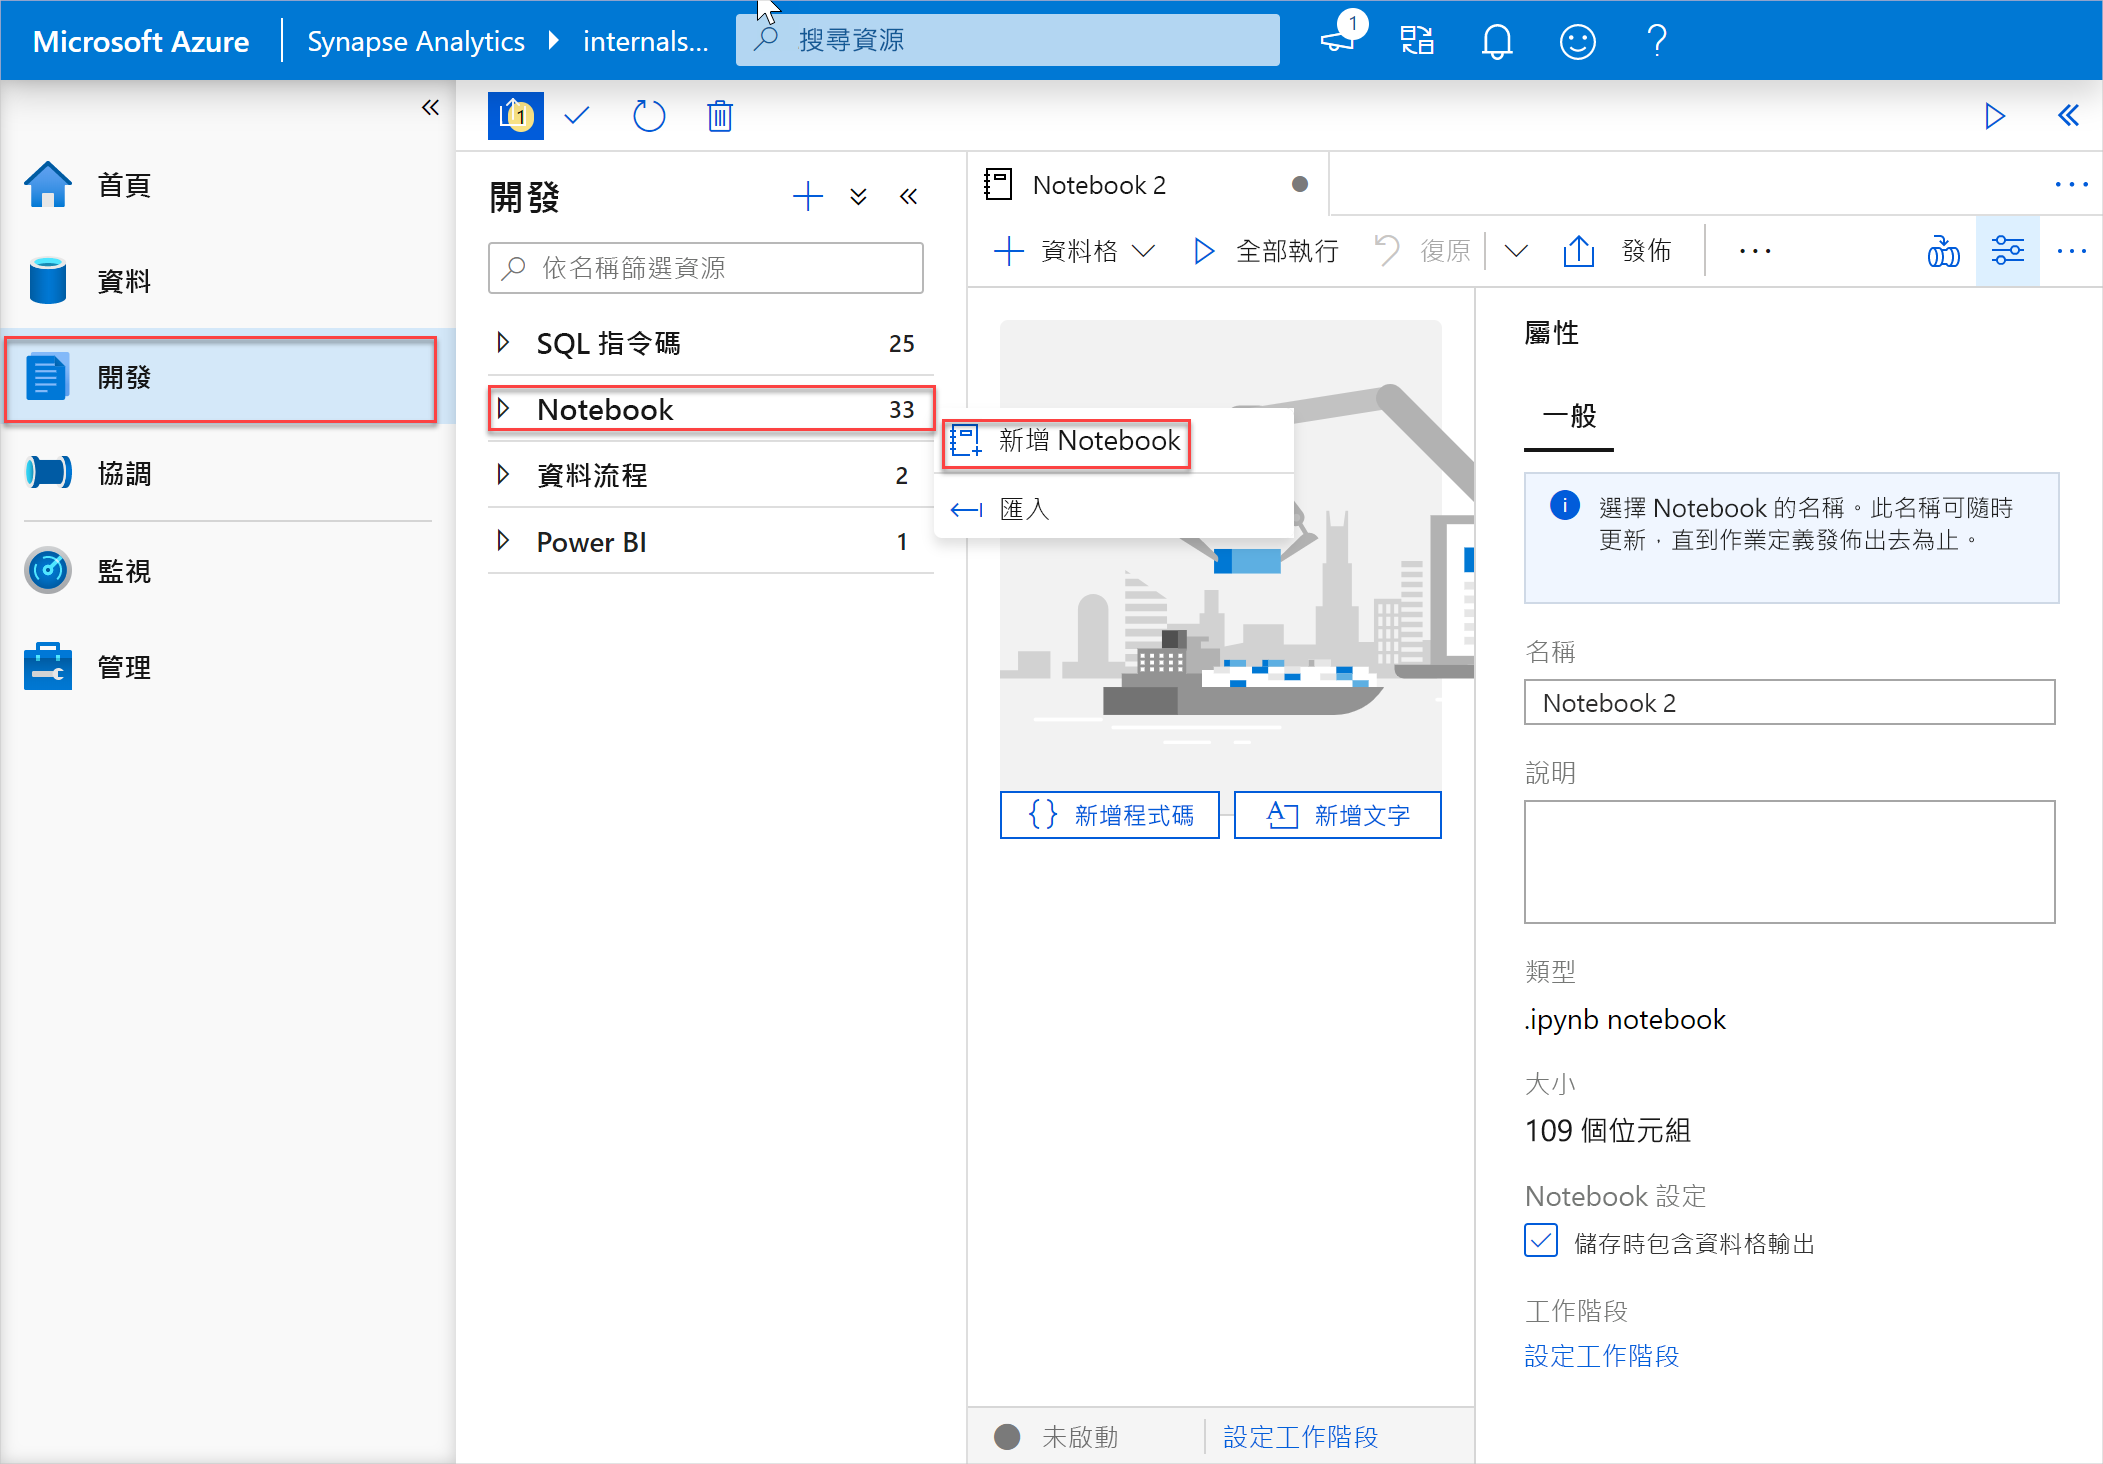 Microsoft Azure
Synapse Analytics
internals...
搜尋資源
1
首頁
資料
開發
協調
監視
管理
1
開發
依名稱篩選資源
SQL 指令碼 25
Notebook 33
資料流程 2
Power BI 1
新增 Notebook
匯入
Notebook 2
資料格
全部執行
復原
發佈
新增程式碼
新增文字
未啟動
設定工作階段
屬性
一般
選擇 Notebook 的名稱。此名稱可隨時
更新，直到作業定義發佈出去為止。
名稱
Notebook 2
說明
類型
.ipynb notebook
大小
109 個位元組
Notebook 設定
儲存時包含資料格輸出
工作階段
設定工作階段